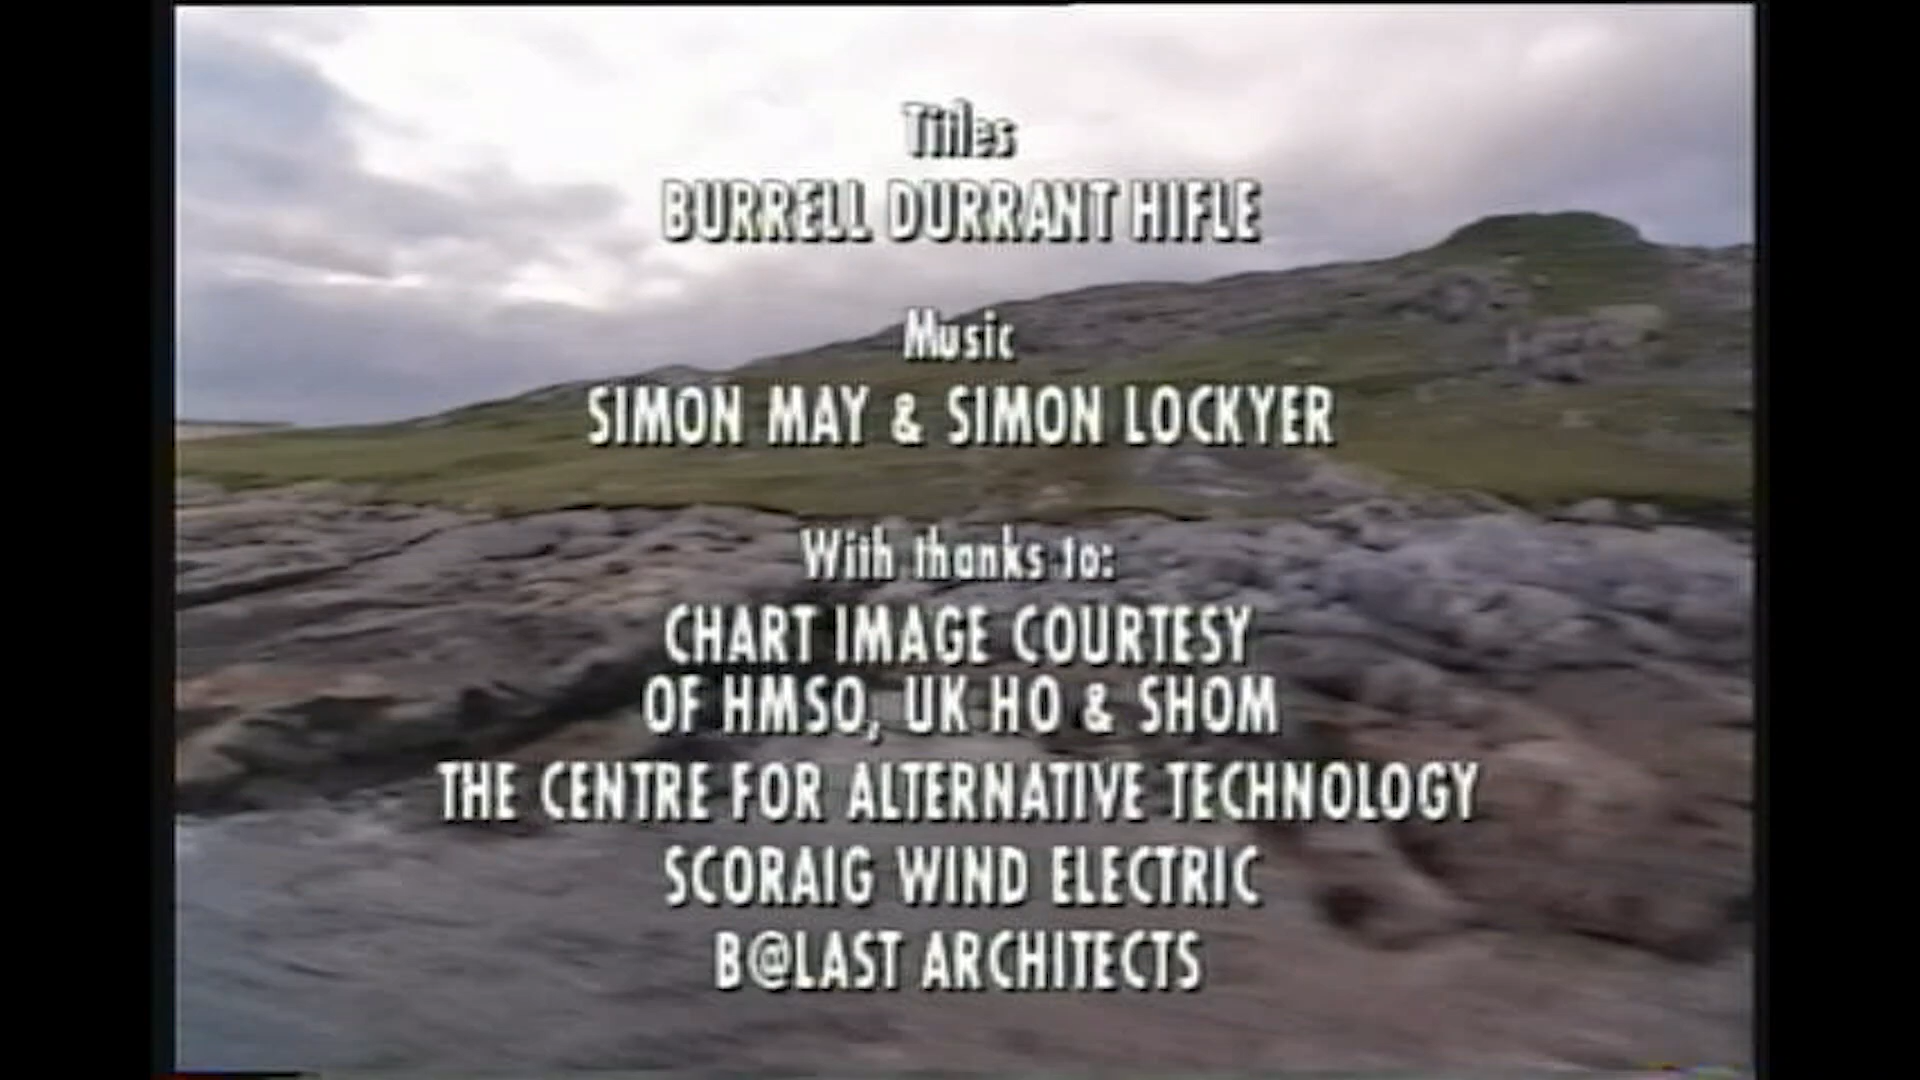 Titles
BURRELL DURRANT HIFLE
Music
SIMON MAY & SIMON LOCKYER
With thanks to:
CHART IMAGE COURTESY
OF HMSO, UK HO & SHOM
THE CENTRE FOR ALTERNATIVE TECHNOLOGY
SCORAIG WIND ELECTRIC
B@LAST ARCHITECTS